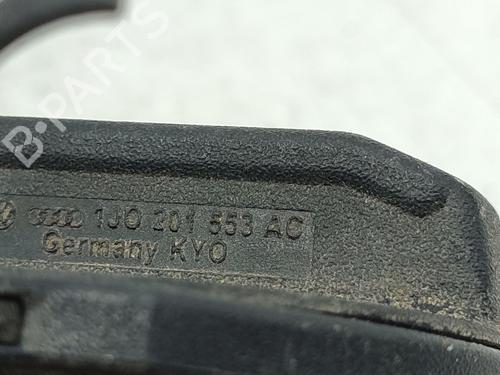 B-PARTS
1J0 201 553 AC
Germany KYO